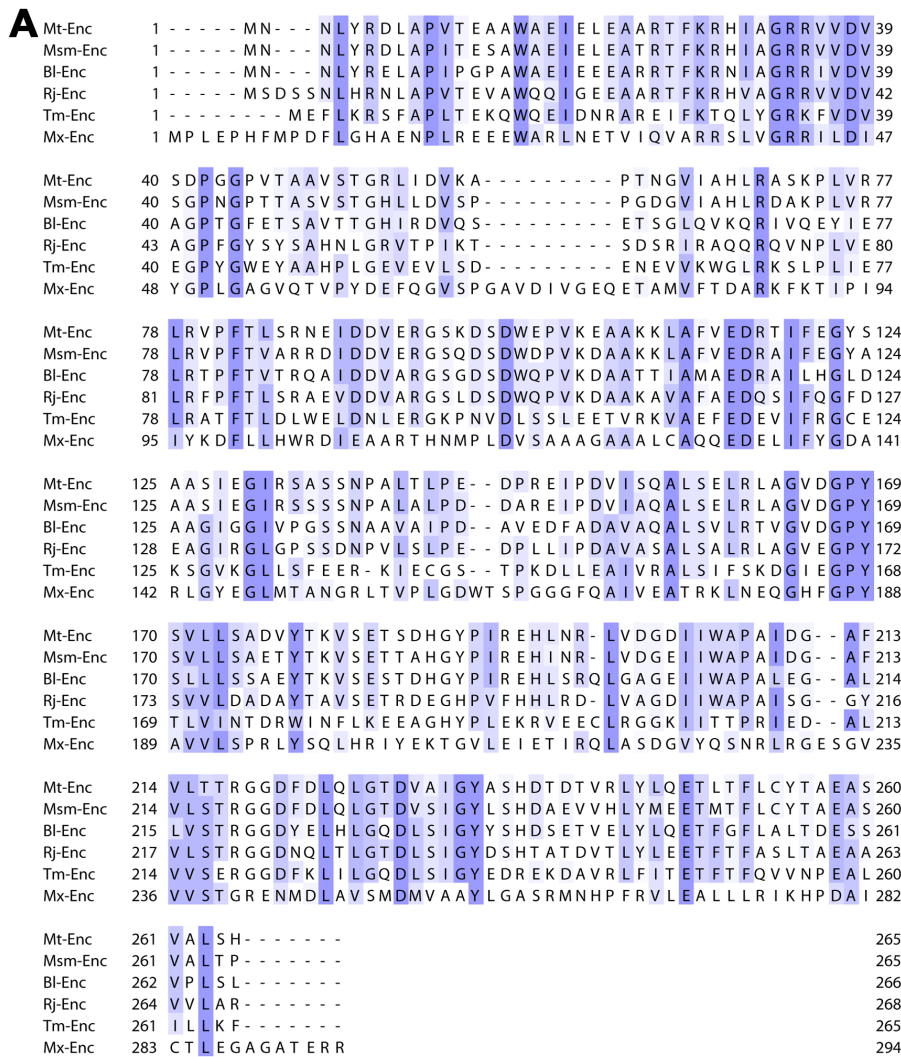 A
Mt-Enc 1 - - - - - M N - - - N L Y R D L A P V T E A A W A E I E L E A A R T F K R H I A G R R V V D V 39
Msm-Enc 1 - - - - - M N - - - N L Y R D L A P I T E S A W A E I E L E A T R T F K R H I A G R R V V D V 39
Bl-Enc 1 - - - - - M N - - - N L Y R E L A P I P G P A W A E I E E E A R R T F K R N I A G R R I V D V 39
Rj-Enc 1 - - - - - M S D S S N L H R N L A P V T E V A W Q Q I G E E A A R T F K R H V A G R R V V D V 42
Tm-Enc 1 - - - - - - - - M E F L K R S F A P L T E K Q W Q E I D N R A R E I F K T Q L Y G R K F V D V 39
Mx-Enc 1 M P L E P H F M P D F L G H A E N P L R E E E W A R L N E T V I Q V A R R S L V G R R I L D I 47
Mt-Enc 40 S D P G G P V T A A V S T G R L I D V K A - - - - - - - - - P T N G V I A H L R A S K P L V R 77
Msm-Enc 40 S G P N G P T T A S V S T G H L L D V S P - - - - - - - - - P G D G V I A H L R D A K P L V R 77
Bl-Enc 40 A G P T G F E T S A V T T G H I R D V Q S - - - - - - - - - E T S G L Q V K Q R I V Q E Y I E 77
Rj-Enc 43 A G P F G Y S Y S A H N L G R V T P I K T - - - - - - - - - S D S R I R A Q Q R Q V N P L V E 80
Tm-Enc 40 E G P Y G W E Y A A H P L G E V E V L S D - - - - - - - - - E N E V V K W G L R K S L P L I E 77
Mx-Enc 48 Y G P L G A G V Q T V P Y D E F Q G V S P G A V D I V G E Q E T A M V F T D A R K F K T I P I 94
Mt-Enc 78 L R V P F T L S R N E I D D V E R G S K D S D W E P V K E A A K K L A F V E D R T I F E G Y S 124
Msm-Enc 78 L R V P F T V A R R D I D D V E R G S Q D S D W D P V K D A A K K L A F V E D R A I F E G Y A 124
Bl-Enc 78 L R T P F T V T R Q A I D D V A R G S G D S D W Q P V K D A A T T I A M A E D R A I L H G L D 124
Rj-Enc 81 L R F P F T L S R A E V D D V A R G S L D S D W Q P V K D A A K A V A F A E D Q S I F Q G F D 127
Tm-Enc 78 L R A T F T L D L W E L D N L E R G K P N V D L S S L E E T V R K V A E F E D E V I F R G C E 124
Mx-Enc 95 I Y K D F L L H W R D I E A A R T H N M P L D V S A A A G A A A L C A Q Q E D E L I F Y G D A 141
Mt-Enc 125 A A S I E G I R S A S S N P A L T L P E - - D P R E I P D V I S Q A L S E L R L A G V D G P Y 169
Msm-Enc 125 A A S I E G I R S S S S N P A L A L P D - - D A R E I P D V I A Q A L S E L R L A G V D G P Y 169
Bl-Enc 125 A A G I G G I V P G S S N A A V A I P D - - A V E D F A D A V A Q A L S V L R T V G V D G P Y 169
Rj-Enc 128 E A G I R G L G P S S D N P V L S L P E - - D P L L I P D A V A S A L S A L R L A G V E G P Y 172
Tm-Enc 125 K S G V K G L L S F E E R - K I E C G S - - T P K D L L E A I V R A L S I F S K D G I E G P Y 168
Mx-Enc 142 R L G Y E G L M T A N G R L T V P L G D W T S P G G G F Q A I V E A T R K L N E Q G H F G P Y 188
Mt-Enc 170 S V L L S A D V Y T K V S E T S D H G Y P I R E H L N R - L V D G D I I W A P A I D G - - A F 213
Msm-Enc 170 S V L L S A E T Y T K V S E T T A H G Y P I R E H I N R - L V D G E I I W A P A I D G - - A F 213
Bl-Enc 170 S L L L S A E Y T K V S E S T D H G Y P I R E H L S R Q L G A G E I I W A P A L E G - - A L 214
Rj-Enc 173 S V V L D A D A Y T A V S E T R D E G H P V F H H L R D - L V A G D I I W A P A I S G - - G Y 216
Tm-Enc 169 T L V I N T D R W I N F L K E E A G H Y P L E K R V E E C L R G G K I I T T P R I E D - - A L 213
Mx-Enc 189 A V V L S P R L Y S Q L H R I Y E K T G V L E I E T I R Q L A S D G V Y Q S N R L R G E S G V 235
Mt-Enc 214 V L T T R G G D F D L Q L G T D V A I G Y A S H D T D T V R L Y L Q E T L T F L C Y T A E A S 260
Msm-Enc 214 V L S T R G G D F D L Q L G T D V S I G Y L S H D A E V V H L Y M E E T M T F L C Y T A E A S 260
Bl-Enc 215 L V S T R G G D Y E L H L G Q D L S I G Y Y S H D S E T V E L Y L Q E T F G F L A L T D E S S 261
Rj-Enc 217 V L S T R G G D N Q L T L G T D L S I G Y D S H T A T D V T L Y L E E T F T F A S L T A E A A 263
Tm-Enc 214 V V S E R G G D F K L I L G Q D L S I G Y E D R E K D A V R L F I T E T F T F Q V V N P E A L 260
Mx-Enc 236 V V S T G R E N M D L A V S M D M V A A Y L G A S R M N H P F R V L E A L L L R I K H P D A I 282
Mt-Enc 261 V A L S H - - - - - - - 265
Msm-Enc 261 V A L T P - - - - - - - 265
Bl-Enc 262 V P L S L - - - - - - - 266
Rj-Enc 264 V V L A R - - - - - - - 268
Tm-Enc 261 I L L K F - - - - - - - 265
Mx-Enc 283 C T L E G A G A T E R R 294